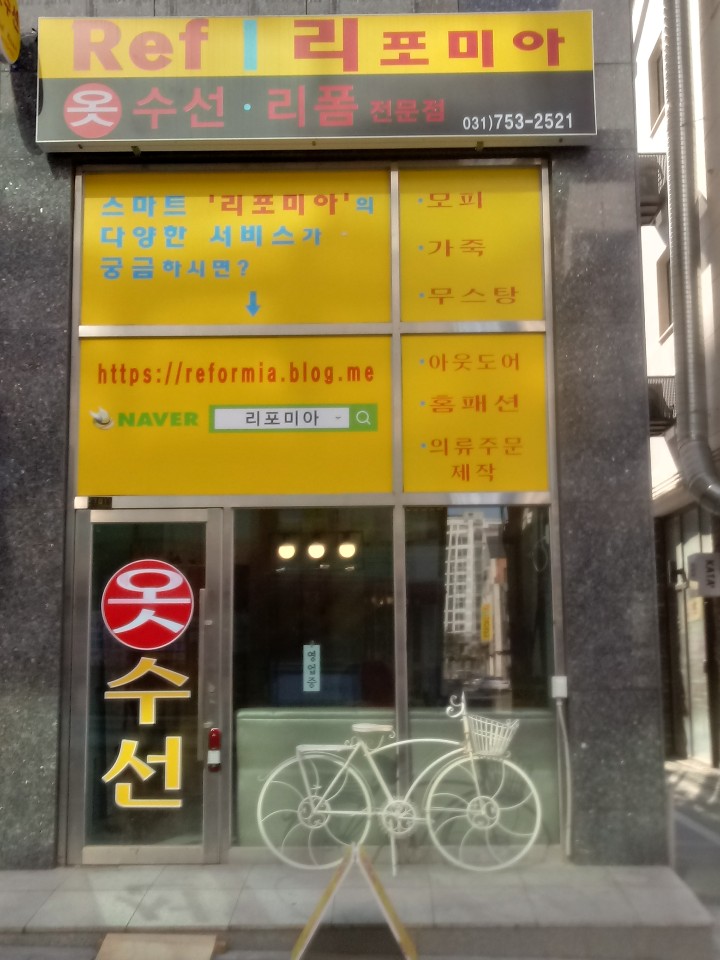 Ref | 리포미아
옷 수선·리폼 전문점 031)753-2521
스마트 '리포미아'의
다양한 서비스가
궁금하시면?
·모피
·가죽
·무스탕
https://reformia.blog.me
NAVER 리포미아
·아웃도어
·홈패션
·의류주문
제작
옷
수
선
영업중